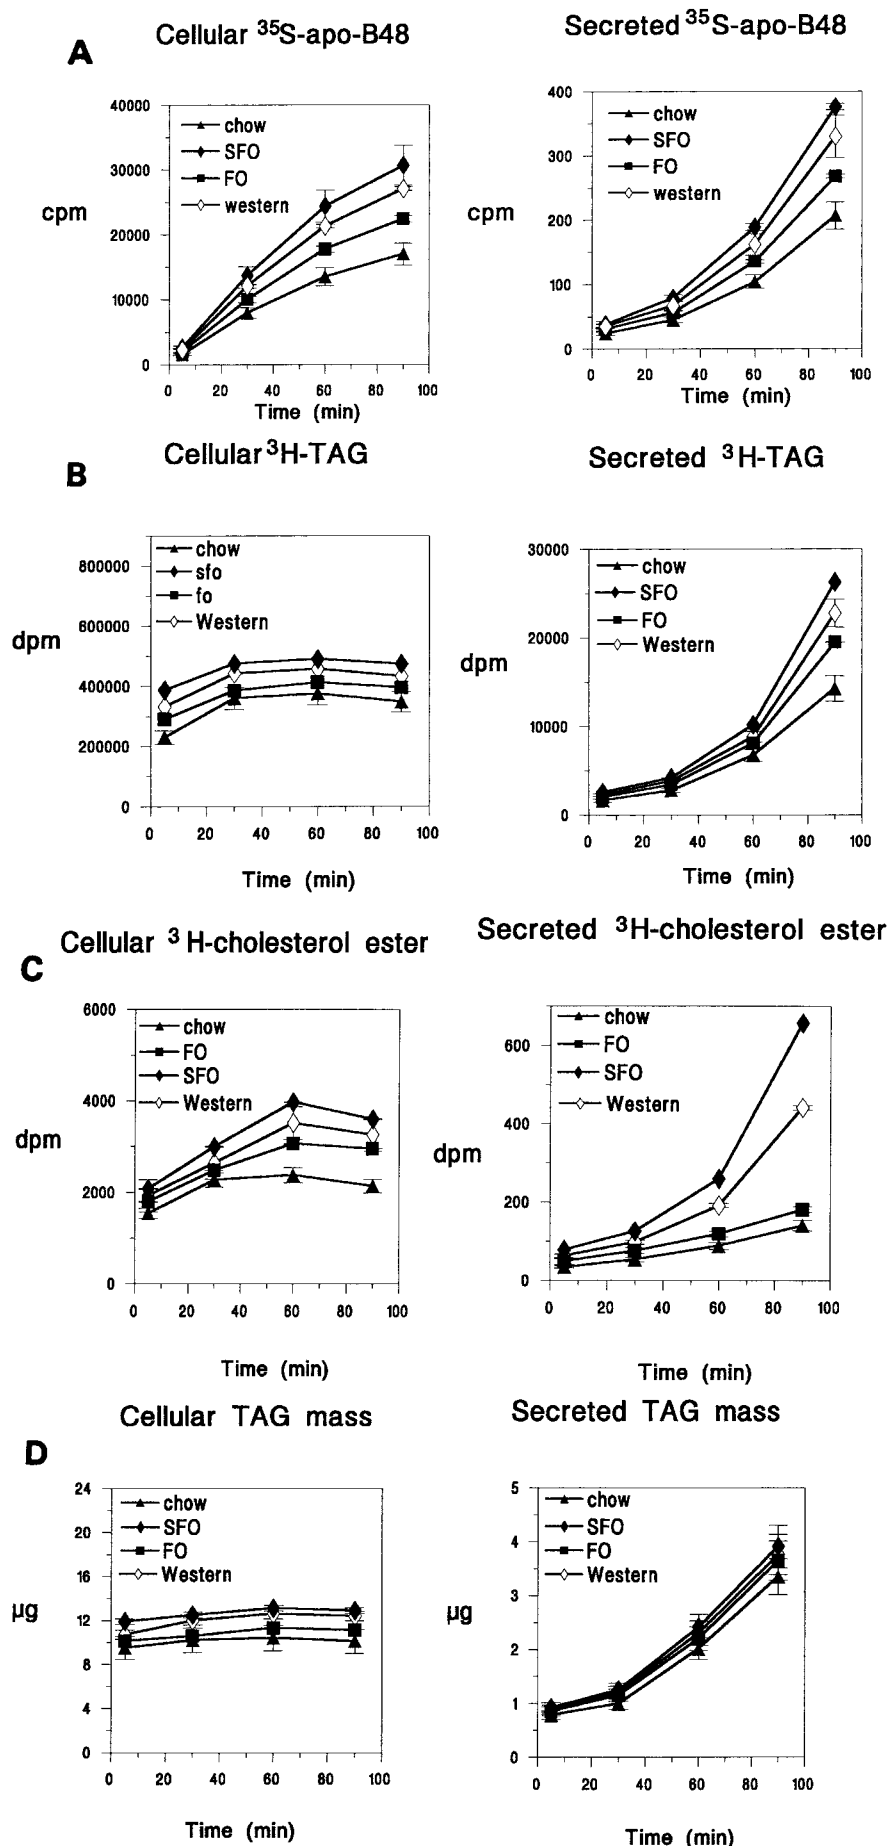 A
Cellular ³⁵S-apo-B48
40000
30000
20000
10000
0
cpm
chow
SFO
FO
western
0 20 40 60 80 100
Time (min)
Secreted ³⁵S-apo-B48
400
300
200
100
0
cpm
chow
SFO
FO
western
0 20 40 60 80 100
Time (min)
B
Cellular ³H-TAG
800000
600000
400000
200000
0
dpm
chow
sfo
fo
Western
0 20 40 60 80 100
Time (min)
Secreted ³H-TAG
30000
20000
10000
0
dpm
chow
SFO
FO
Western
0 20 40 60 80 100
Time (min)
C
Cellular ³H-cholesterol ester
6000
4000
2000
0
dpm
chow
FO
SFO
Western
0 20 40 60 80 100
Time (min)
Secreted ³H-cholesterol ester
600
400
200
0
dpm
chow
FO
SFO
Western
0 20 40 60 80 100
Time (min)
D
Cellular TAG mass
24
20
16
12
8
4
0
µg
chow
SFO
FO
Western
0 20 40 60 80 100
Time (min)
Secreted TAG mass
5
4
3
2
1
0
µg
chow
SFO
FO
Western
0 20 40 60 80 100
Time (min)